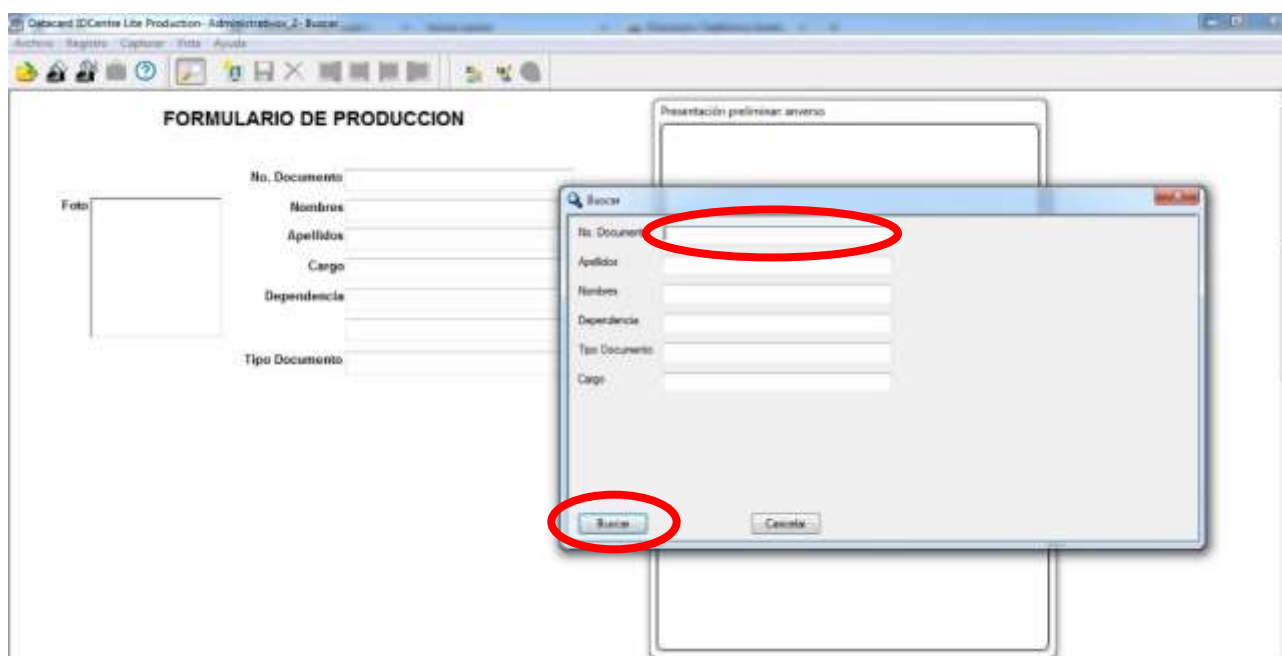 Datacard IDCentre Lite Production- Administrativos_2- Buscar
Archivo Registro Capturar Vista Ayuda
FORMULARIO DE PRODUCCION
Presentación preliminar: anverso
No. Documento
Foto
Nombres
Apellidos
Cargo
Dependencia
Tipo Documento
Buscar
No. Document
Apellidos
Nombres
Dependencia
Tipo Documento
Cargo
Buscar
Cancelar